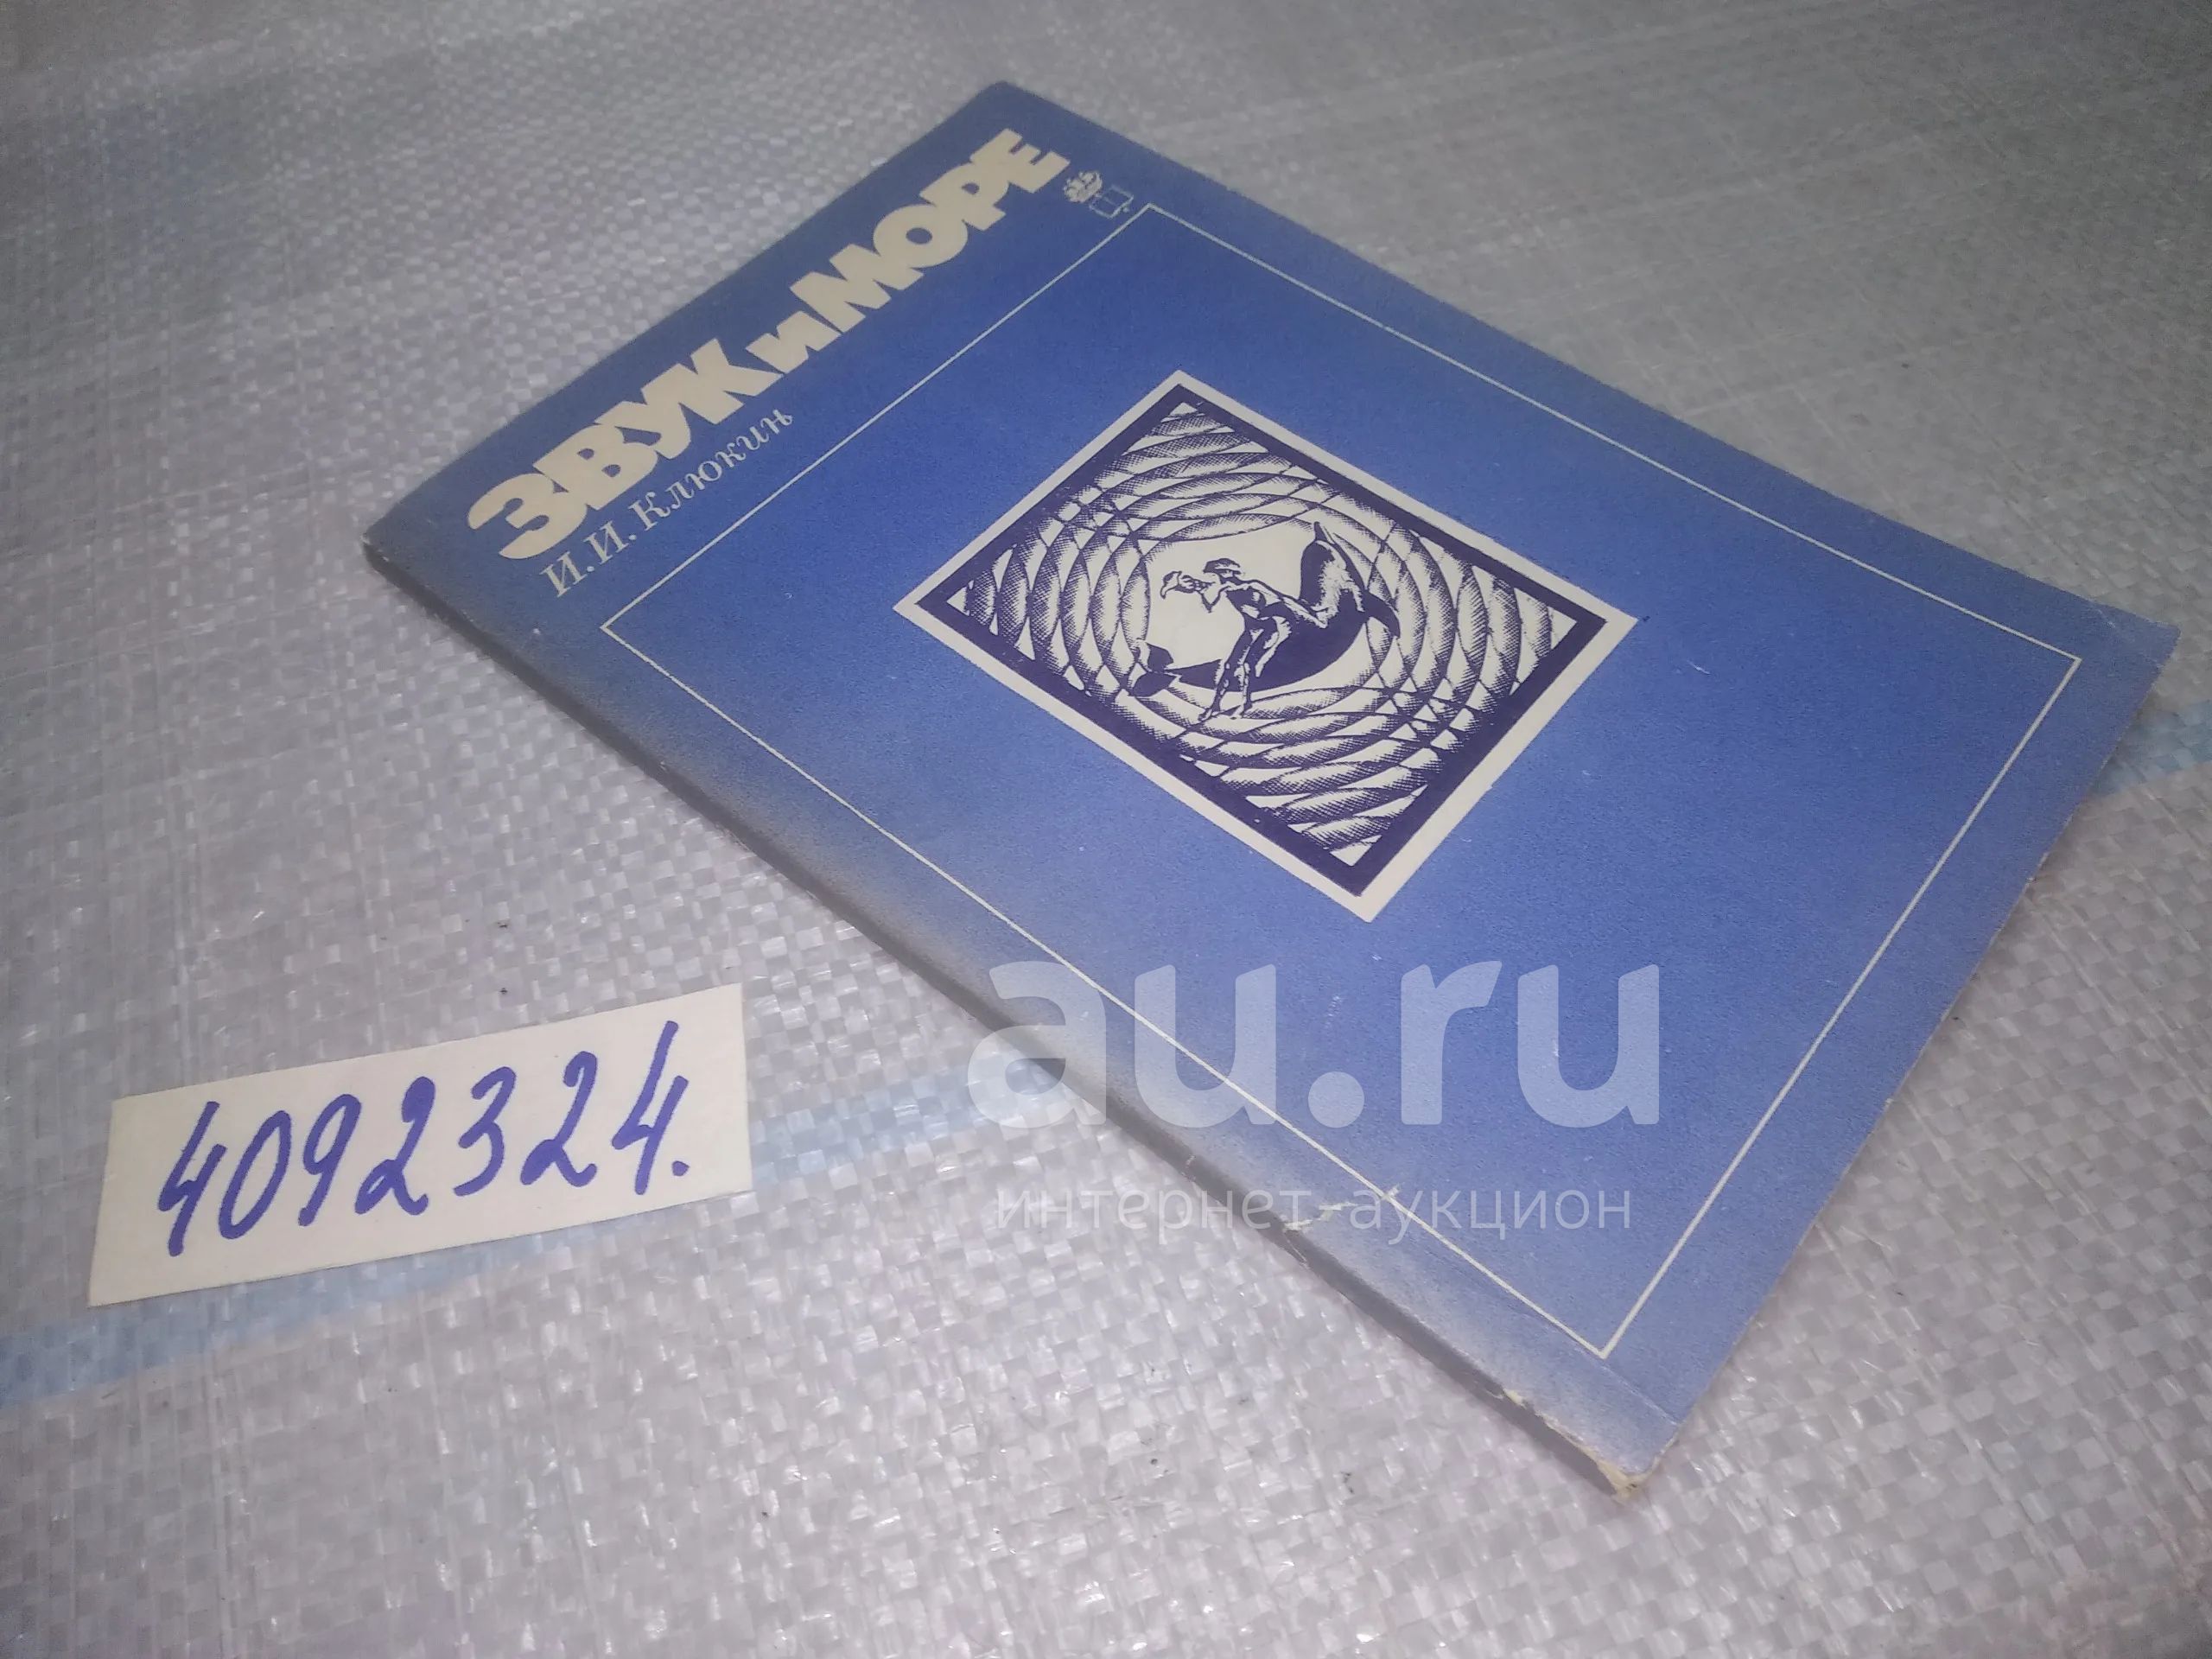 ЗВУК и МОРЕ
И. И. Клюкин
4092324.
au.ru
интернет-аукцион